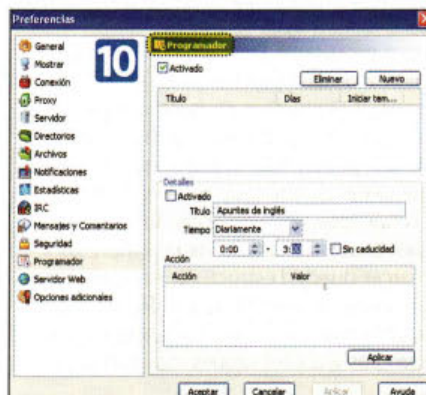 Preferencias
General
Mostrar
Conexión
Proxy
Servidor
Directorios
Archivos
Notificaciones
Estadísticas
IRC
Mensajes y Comentarios
Seguridad
Programador
Servidor Web
Opciones adicionales
10
Programador
Activado
Eliminar
Nuevo
Título Días Iniciar tem...
Detalles
Activado
Título Apuntes de inglés
Tiempo Diariamente
0:00 - 3:00 Sin caducidad
Acción
Acción Valor
Aplicar
Aceptar Cancelar Aplicar Ayuda